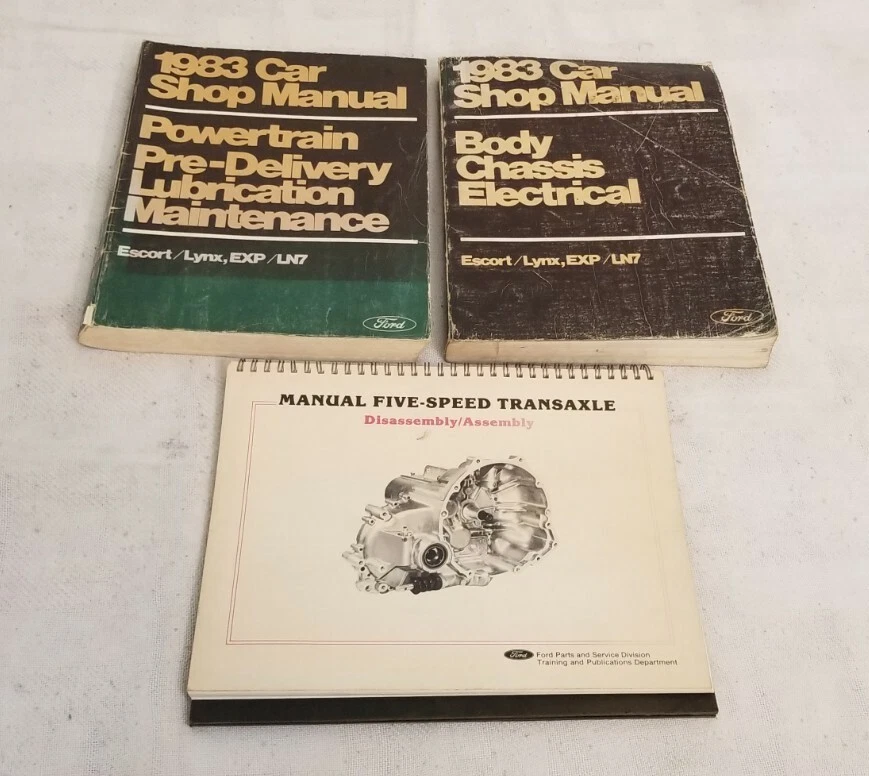 1983 Car
Shop Manual
Powertrain
Pre-Delivery
Lubrication
Maintenance
Escort/Lynx, EXP/LN7
Ford
1983 Car
Shop Manual
Body
Chassis
Electrical
Escort/Lynx, EXP/LN7
Ford
MANUAL FIVE-SPEED TRANSAXLE
Disassembly/Assembly
Ford Ford Parts and Service Division
Training and Publications Department